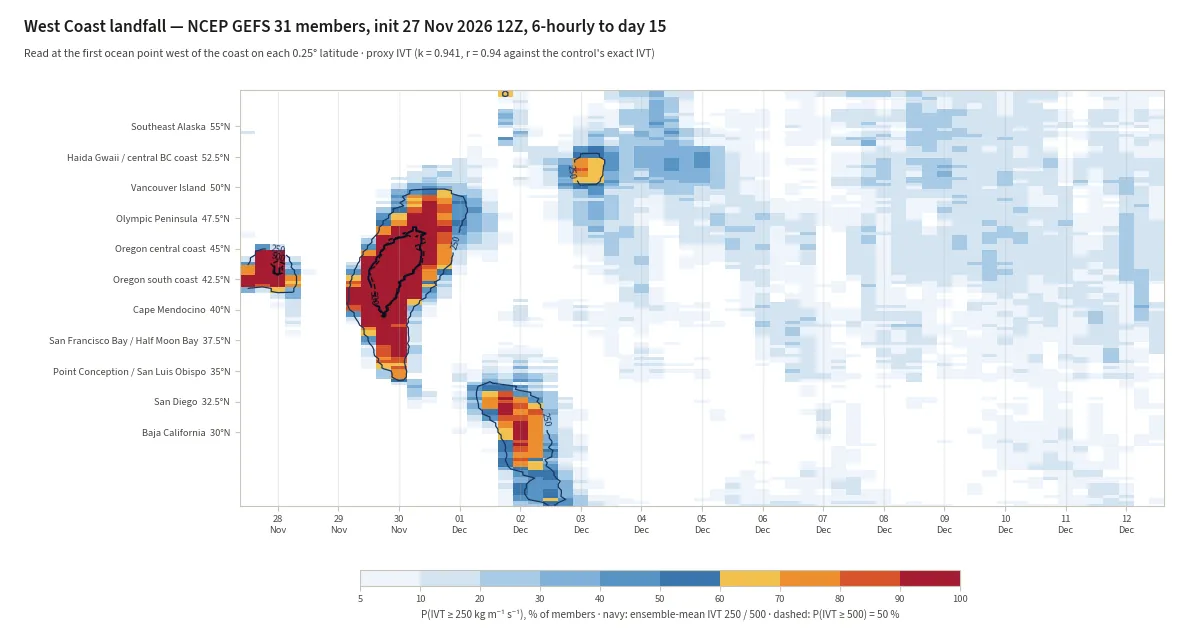 West Coast landfall — NCEP GEFS 31 members, init 27 Nov 2026 12Z, 6-hourly to day 15
Read at the first ocean point west of the coast on each 0.25° latitude · proxy IVT (k = 0.941, r = 0.94 against the control's exact IVT)
Southeast Alaska 55°N
Haida Gwaii / central BC coast 52.5°N
Vancouver Island 50°N
Olympic Peninsula 47.5°N
Oregon central coast 45°N
Oregon south coast 42.5°N
Cape Mendocino 40°N
San Francisco Bay / Half Moon Bay 37.5°N
Point Conception / San Luis Obispo 35°N
San Diego 32.5°N
Baja California 30°N
250
250
250
250
28 29 30 01 02 03 04 05 06 07 08 09 10 11 12
Nov Nov Nov Dec Dec Dec Dec Dec Dec Dec Dec Dec Dec Dec Dec
5 10 20 30 40 50 60 70 80 90 100
P(IVT ≥ 250 kg m⁻¹ s⁻¹), % of members · navy: ensemble-mean IVT 250 / 500 · dashed: P(IVT ≥ 500) = 50 %